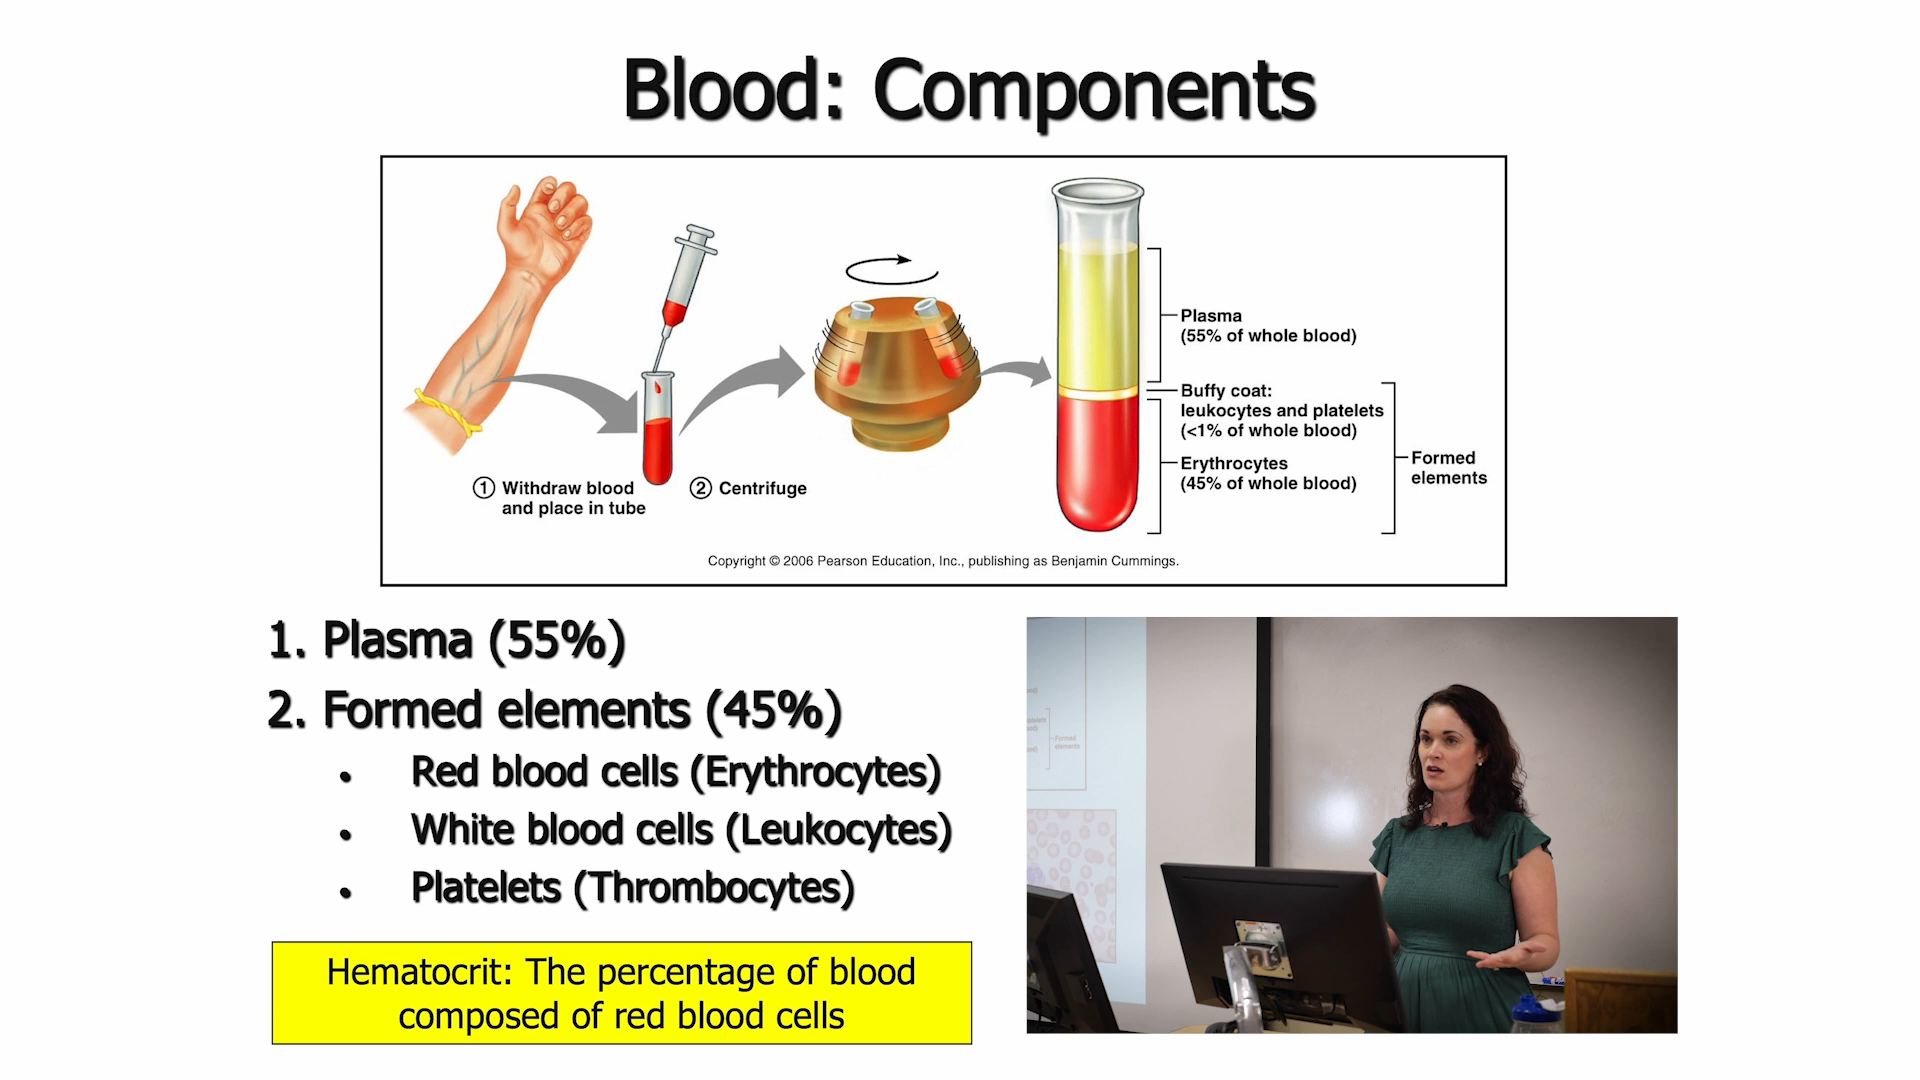 Blood: Components
Plasma
(55% of whole blood)
Buffy coat:
leukocytes and platelets
(<1% of whole blood)
Formed
elements
Erythrocytes
(45% of whole blood)
① Withdraw blood
and place in tube
② Centrifuge
Copyright © 2006 Pearson Education, Inc., publishing as Benjamin Cummings.
1. Plasma (55%)
2. Formed elements (45%)
• Red blood cells (Erythrocytes)
• White blood cells (Leukocytes)
• Platelets (Thrombocytes)
Hematocrit: The percentage of blood
composed of red blood cells
Formed
elements